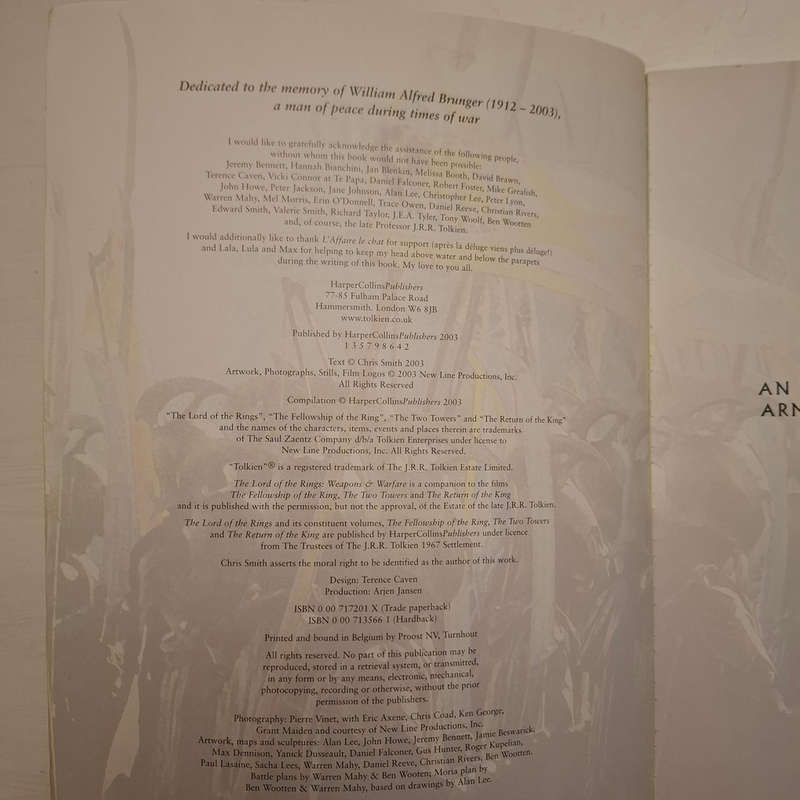 Dedicated to the memory of William Alfred Brunger (1912 – 2003),
a man of peace during times of war
I would like to gratefully acknowledge the assistance of the following people,
without whom this book would not have been possible:
Jeremy Bennett, Hannah Bianchini, Jan Blenkin, Melissa Booth, David Brawn,
Terence Caven, Vicki Connor at Te Papa, Daniel Falconer, Robert Foster, Mike Grealish,
John Howe, Peter Jackson, Jane Johnson, Alan Lee, Christopher Lee, Peter Lyon,
Warren Mahy, Mel Morris, Erin O'Donnell, Trace Owen, Daniel Reeve, Christian Rivers,
Edward Smith, Valerie Smith, Richard Taylor, J.E.A. Tyler, Tony Woolf, Ben Wootten
and, of course, the late Professor J.R.R. Tolkien.
I would additionally like to thank L'Affaire le chat for support (après la déluge viens plus déluge!)
and Lala, Lula and Max for helping to keep my head above water and below the parapets
during the writing of this book. My love to you all.
HarperCollinsPublishers
77-85 Fulham Palace Road
Hammersmith, London W6 8JB
www.tolkien.co.uk
Published by HarperCollinsPublishers 2003
1 3 5 7 9 8 6 4 2
Text © Chris Smith 2003
Artwork, Photographs, Stills, Film Logos © 2003 New Line Productions, Inc.
All Rights Reserved
Compilation © HarperCollinsPublishers 2003
"The Lord of the Rings", "The Fellowship of the Ring", "The Two Towers" and "The Return of the King"
and the names of the characters, items, events and places therein are trademarks
of The Saul Zaentz Company d/b/a Tolkien Enterprises under license to
New Line Productions, Inc. All Rights Reserved.
"Tolkien"® is a registered trademark of The J.R.R. Tolkien Estate Limited.
The Lord of the Rings: Weapons & Warfare is a companion to the films
The Fellowship of the Ring, The Two Towers and The Return of the King
and it is published with the permission, but not the approval, of the Estate of the late J.R.R. Tolkien.
The Lord of the Rings and its constituent volumes, The Fellowship of the Ring, The Two Towers
and The Return of the King are published by HarperCollinsPublishers under licence
from The Trustees of The J.R.R. Tolkien 1967 Settlement.
Chris Smith asserts the moral right to be identified as the author of this work.
Design: Terence Caven
Production: Arjen Jansen
ISBN 0 00 717201 X (Trade paperback)
ISBN 0 00 713566 1 (Hardback)
Printed and bound in Belgium by Proost NV, Turnhout
All rights reserved. No part of this publication may be
reproduced, stored in a retrieval system, or transmitted,
in any form or by any means, electronic, mechanical,
photocopying, recording or otherwise, without the prior
permission of the publishers.
Photography: Pierre Vinet, with Eric Axene, Chris Coad, Ken George,
Grant Maiden and courtesy of New Line Productions, Inc.
Artwork, maps and sculptures: Alan Lee, John Howe, Jeremy Bennett, Jamie Beswarick,
Max Dennison, Yanick Dusseault, Daniel Falconer, Gus Hunter, Roger Kupelian,
Paul Lasaine, Sacha Lees, Warren Mahy, Daniel Reeve, Christian Rivers, Ben Wootten.
Battle plans by Warren Mahy & Ben Wooten; Moria plan by
Ben Wootten & Warren Mahy, based on drawings by Alan Lee.
AN
ARM